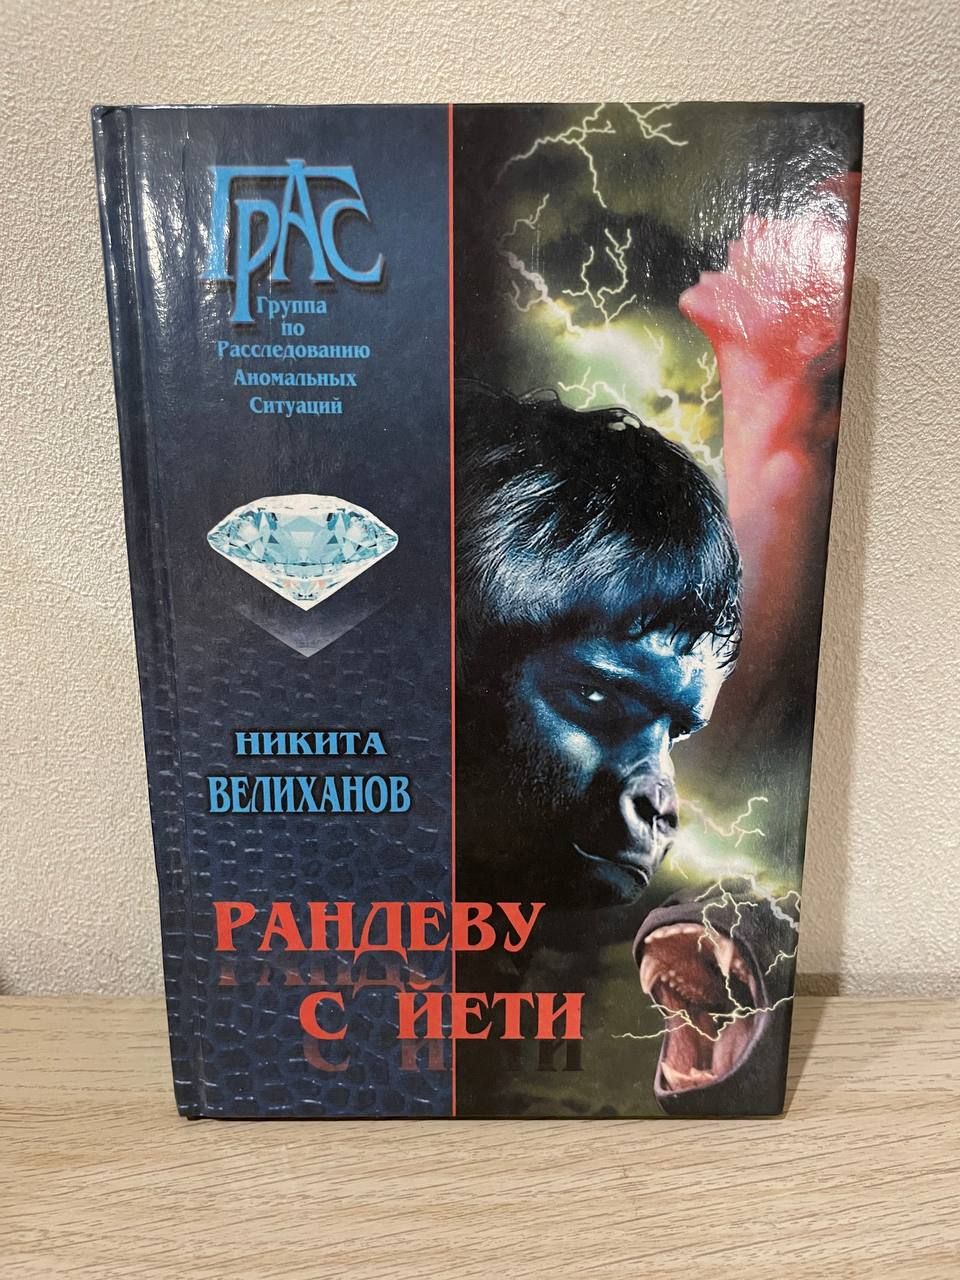 ГРАС
Группа
по
Расследованию
Аномальных
Ситуаций
НИКИТА
ВЕЛИХАНОВ
РАНДЕВУ
С ЙЕТИ